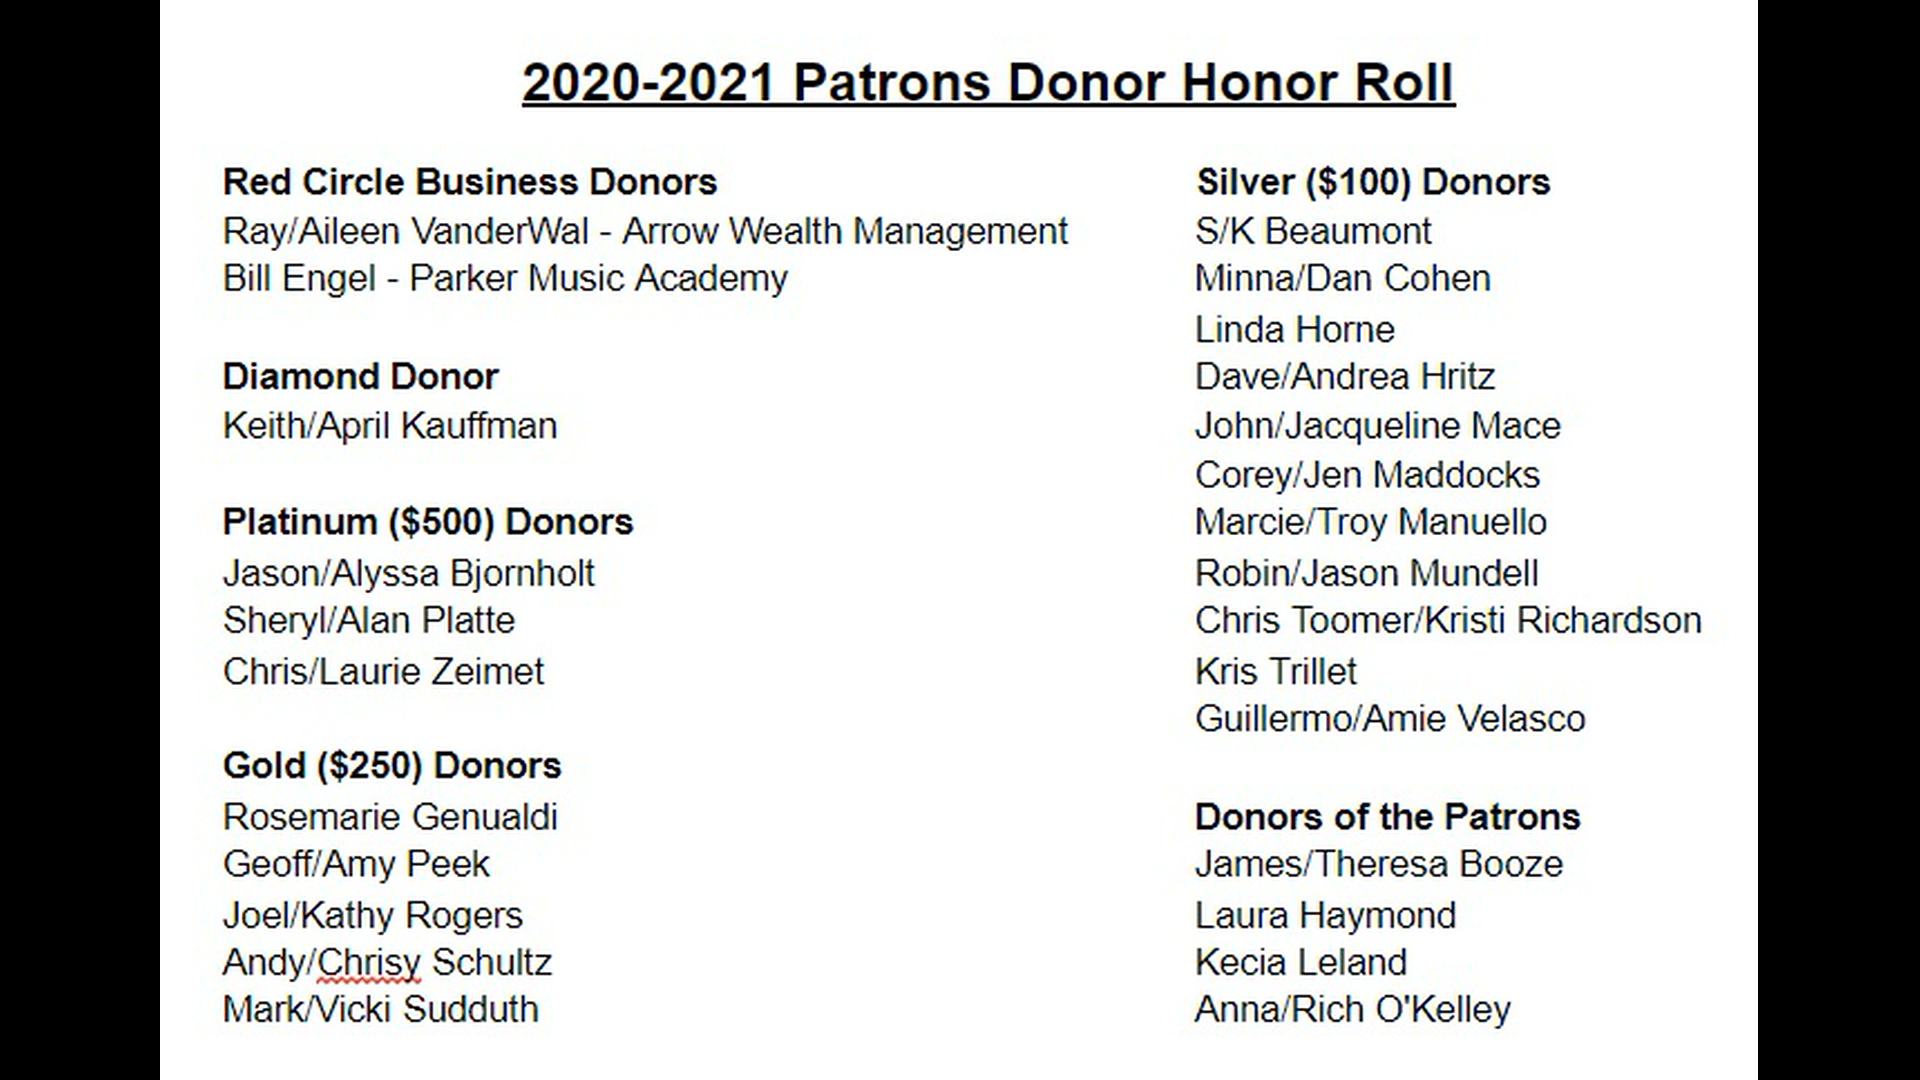 2020-2021 Patrons Donor Honor Roll
Red Circle Business Donors
Ray/Aileen VanderWal - Arrow Wealth Management
Bill Engel - Parker Music Academy
Diamond Donor
Keith/April Kauffman
Platinum ($500) Donors
Jason/Alyssa Bjornholt
Sheryl/Alan Platte
Chris/Laurie Zeimet
Gold ($250) Donors
Rosemarie Genualdi
Geoff/Amy Peek
Joel/Kathy Rogers
Andy/Chrisy Schultz
Mark/Vicki Sudduth
Silver ($100) Donors
S/K Beaumont
Minna/Dan Cohen
Linda Horne
Dave/Andrea Hritz
John/Jacqueline Mace
Corey/Jen Maddocks
Marcie/Troy Manuello
Robin/Jason Mundell
Chris Toomer/Kristi Richardson
Kris Trillet
Guillermo/Amie Velasco
Donors of the Patrons
James/Theresa Booze
Laura Haymond
Kecia Leland
Anna/Rich O'Kelley